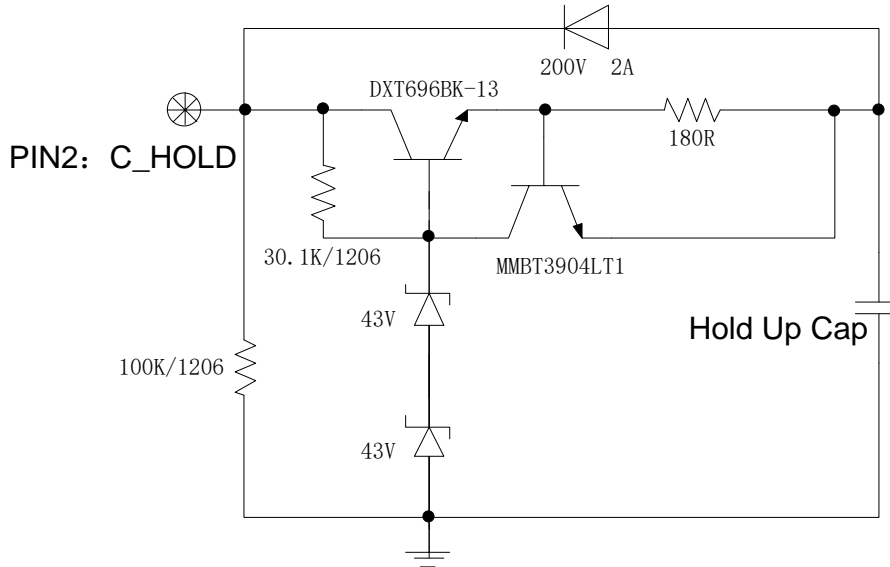 200V 2A
DXT696BK-13
180R
PIN2：C_HOLD
30.1K/1206
MMBT3904LT1
43V
Hold Up Cap
100K/1206
43V